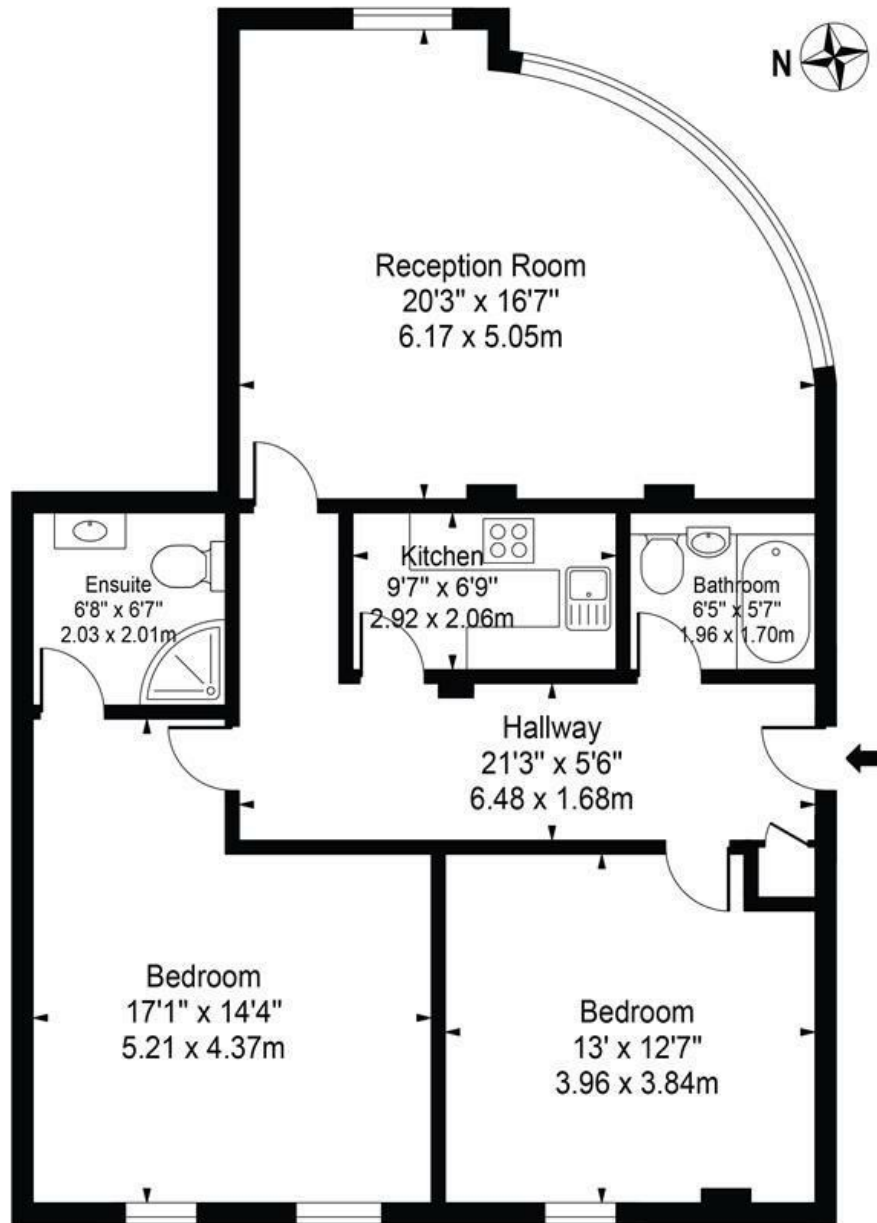 N
Reception Room
20'3" x 16'7"
6.17 x 5.05m
Kitchen
9'7" x 6'9"
2.92 x 2.06m
Ensuite
6'8" x 6'7"
2.03 x 2.01m
Bathroom
6'5" x 5'7"
1.96 x 1.70m
Hallway
21'3" x 5'6"
6.48 x 1.68m
Bedroom
17'1" x 14'4"
5.21 x 4.37m
Bedroom
13' x 12'7"
3.96 x 3.84m